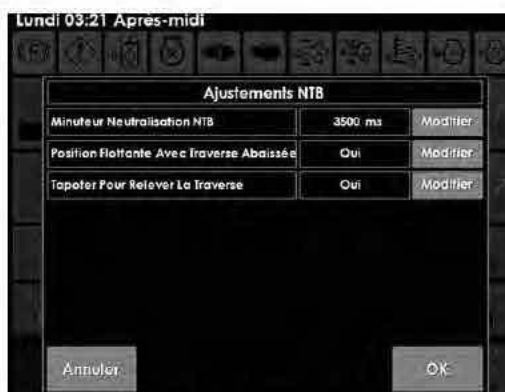 Lundi 03:21 Après-midi
Ajustements NTB
Minuteur Neutralisation NTB 3500 ms Modifier
Position Flottante Avec Traverse Abaissée Oui Modifier
Tapoter Pour Relever La Traverse Oui Modifier
Annuler OK